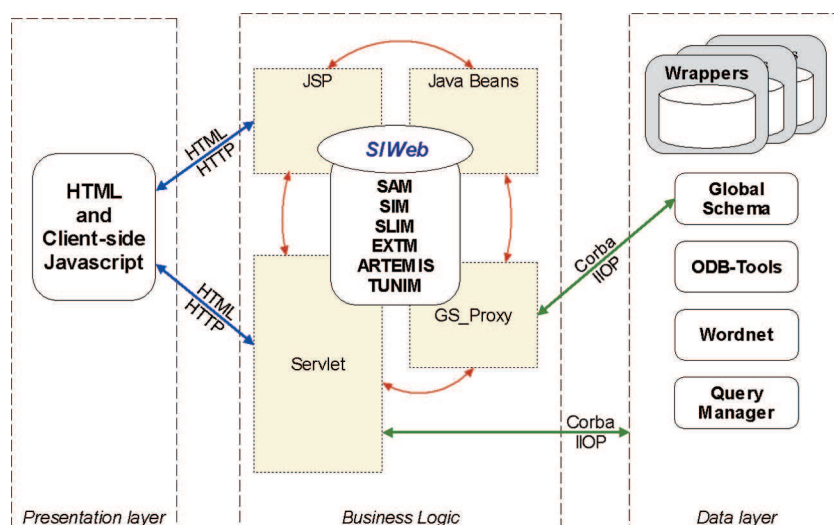 JSP
Java Beans
Wrappers
s
s
SIWeb
HTML
HTTP
HTML
and
Client-side
Javascript
SAM
SIM
SLIM
EXTM
ARTEMIS
TUNIM
Global
Schema
Corba
IIOP
ODB-Tools
HTML
HTTP
GS_Proxy
Wordnet
Servlet
Query
Manager
Corba
IIOP
Presentation layer
Business Logic
Data layer